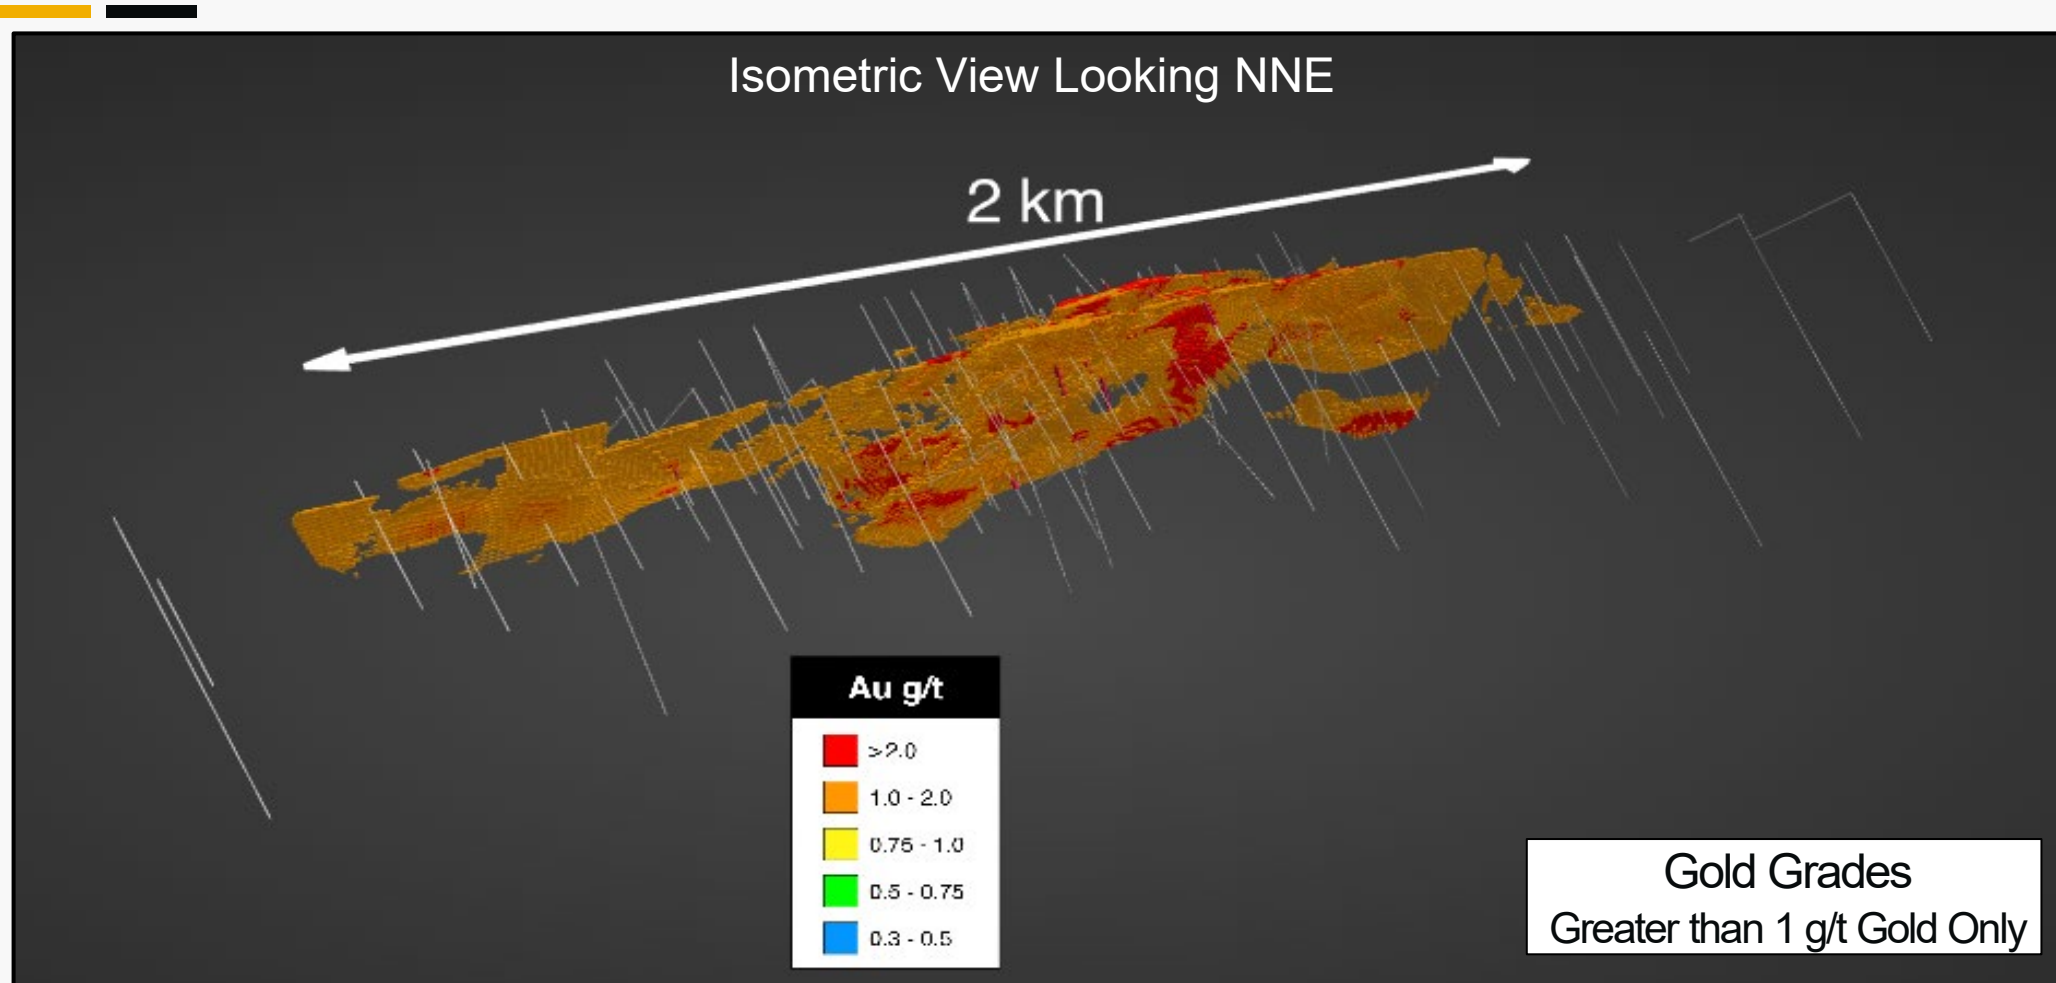 Isometric View Looking NNE
2 km
Au g/t
>2.0
1.0 - 2.0
0.75 - 1.0
0.5 - 0.75
0.3 - 0.5
Gold Grades
Greater than 1 g/t Gold Only